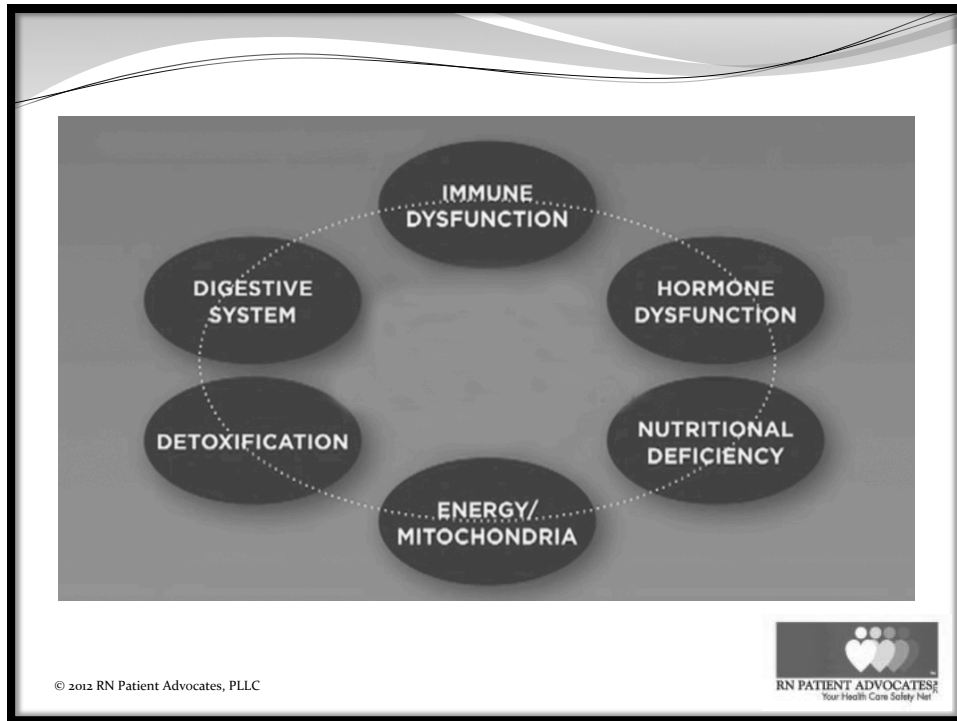 IMMUNE
DYSFUNCTION
HORMONE
DYSFUNCTION
NUTRITIONAL
DEFICIENCY
ENERGY/
MITOCHONDRIA
DETOXIFICATION
DIGESTIVE
SYSTEM
© 2012 RN Patient Advocates, PLLC
RN PATIENT ADVOCATES
Your Health Care Safety Net